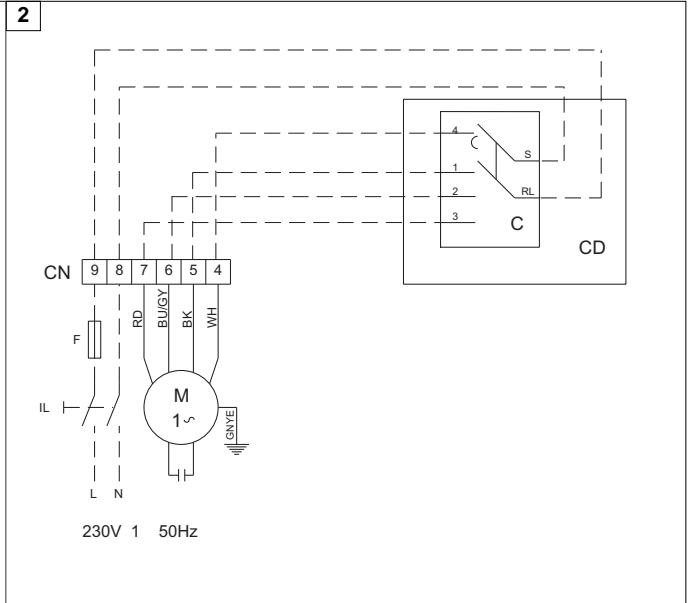 2
4
S
1
2
RL
3
C
CD
CN 9 8 7 6 5 4
RD
BU/GY
BK
WH
F
M
1~
IL
GNYE
L N
230V 1 50Hz